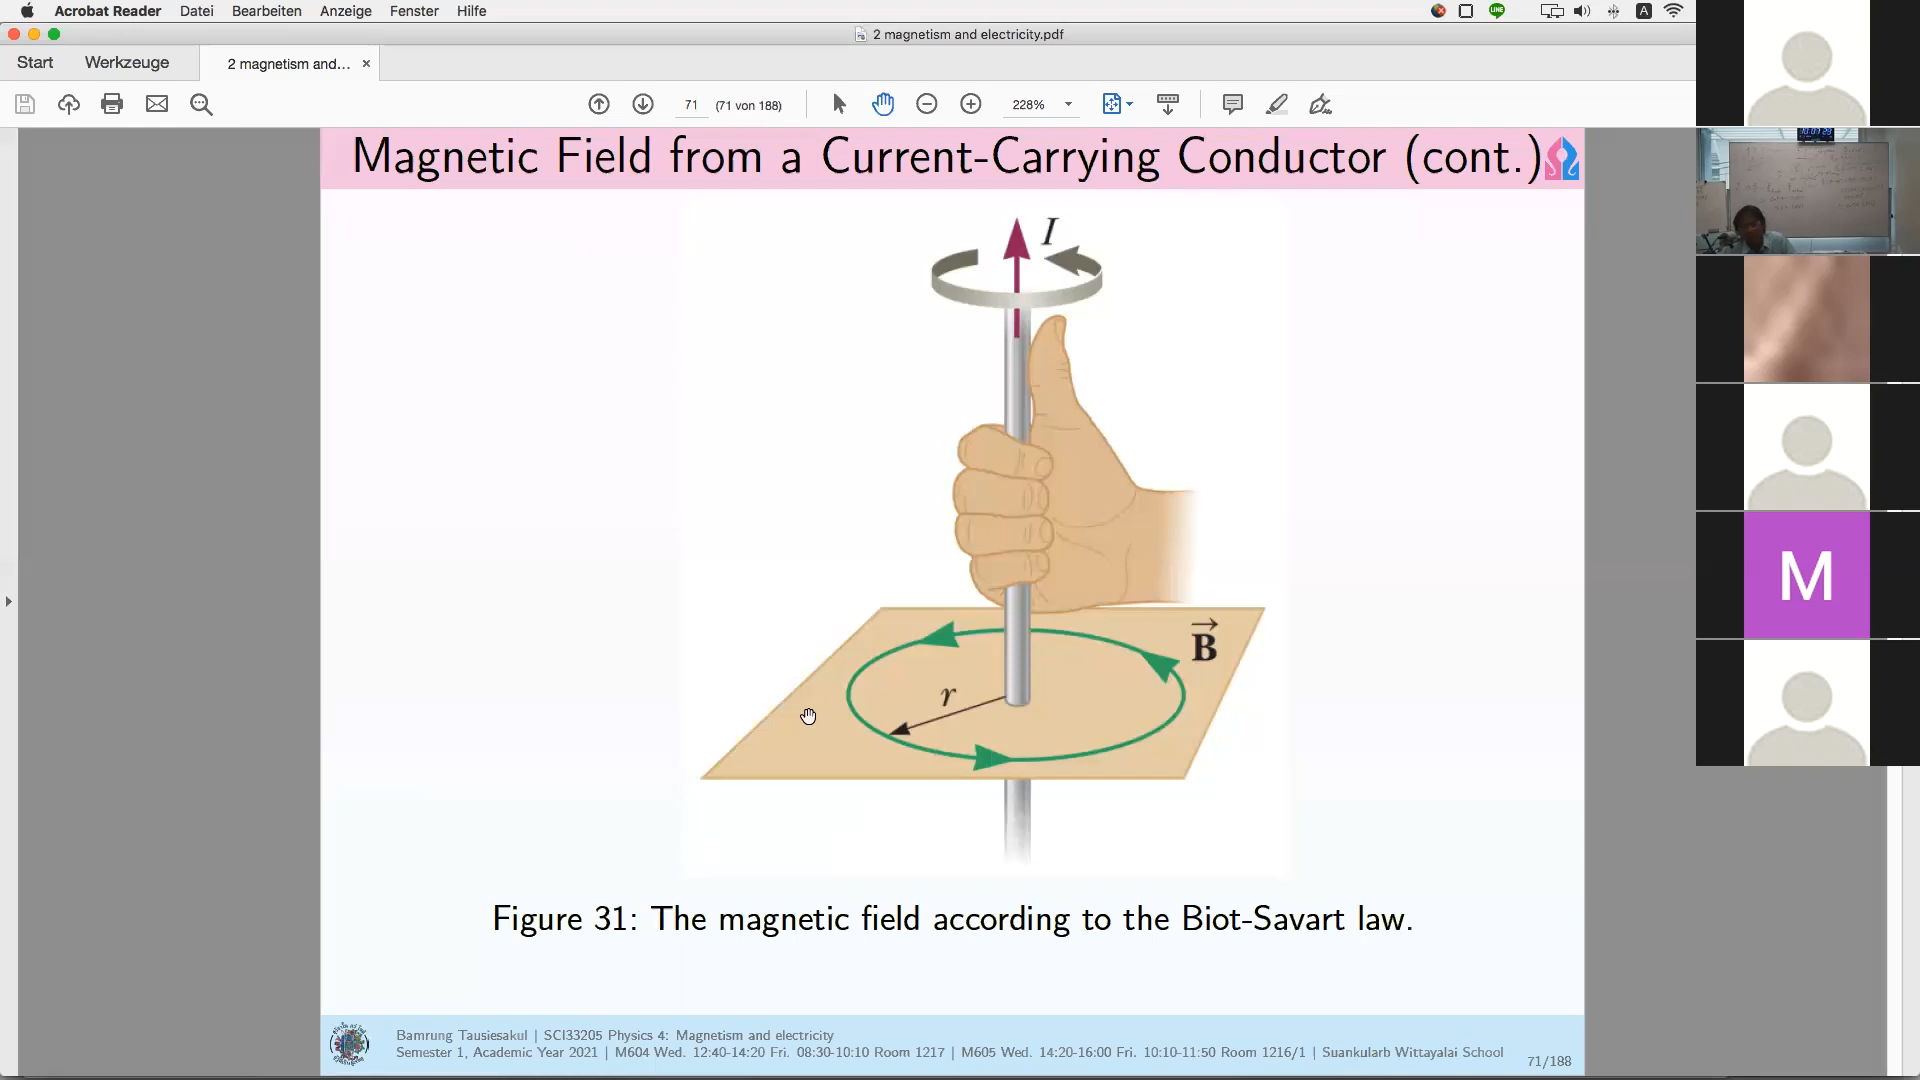 Acrobat Reader Datei Bearbeiten Anzeige Fenster Hilfe
LINE A
2 magnetism and electricity.pdf
Start Werkzeuge 2 magnetism and... ×
71 (71 von 188) 228%
Magnetic Field from a Current-Carrying Conductor (cont.)
I
B
r
M
Figure 31: The magnetic field according to the Biot-Savart law.
Bamrung Tausiesakul | SCI33205 Physics 4: Magnetism and electricity
Semester 1, Academic Year 2021 | M604 Wed. 12:40-14:20 Fri. 08:30-10:10 Room 1217 | M605 Wed. 14:20-16:00 Fri. 10:10-11:50 Room 1216/1 | Suankularb Wittayalai School
71/188